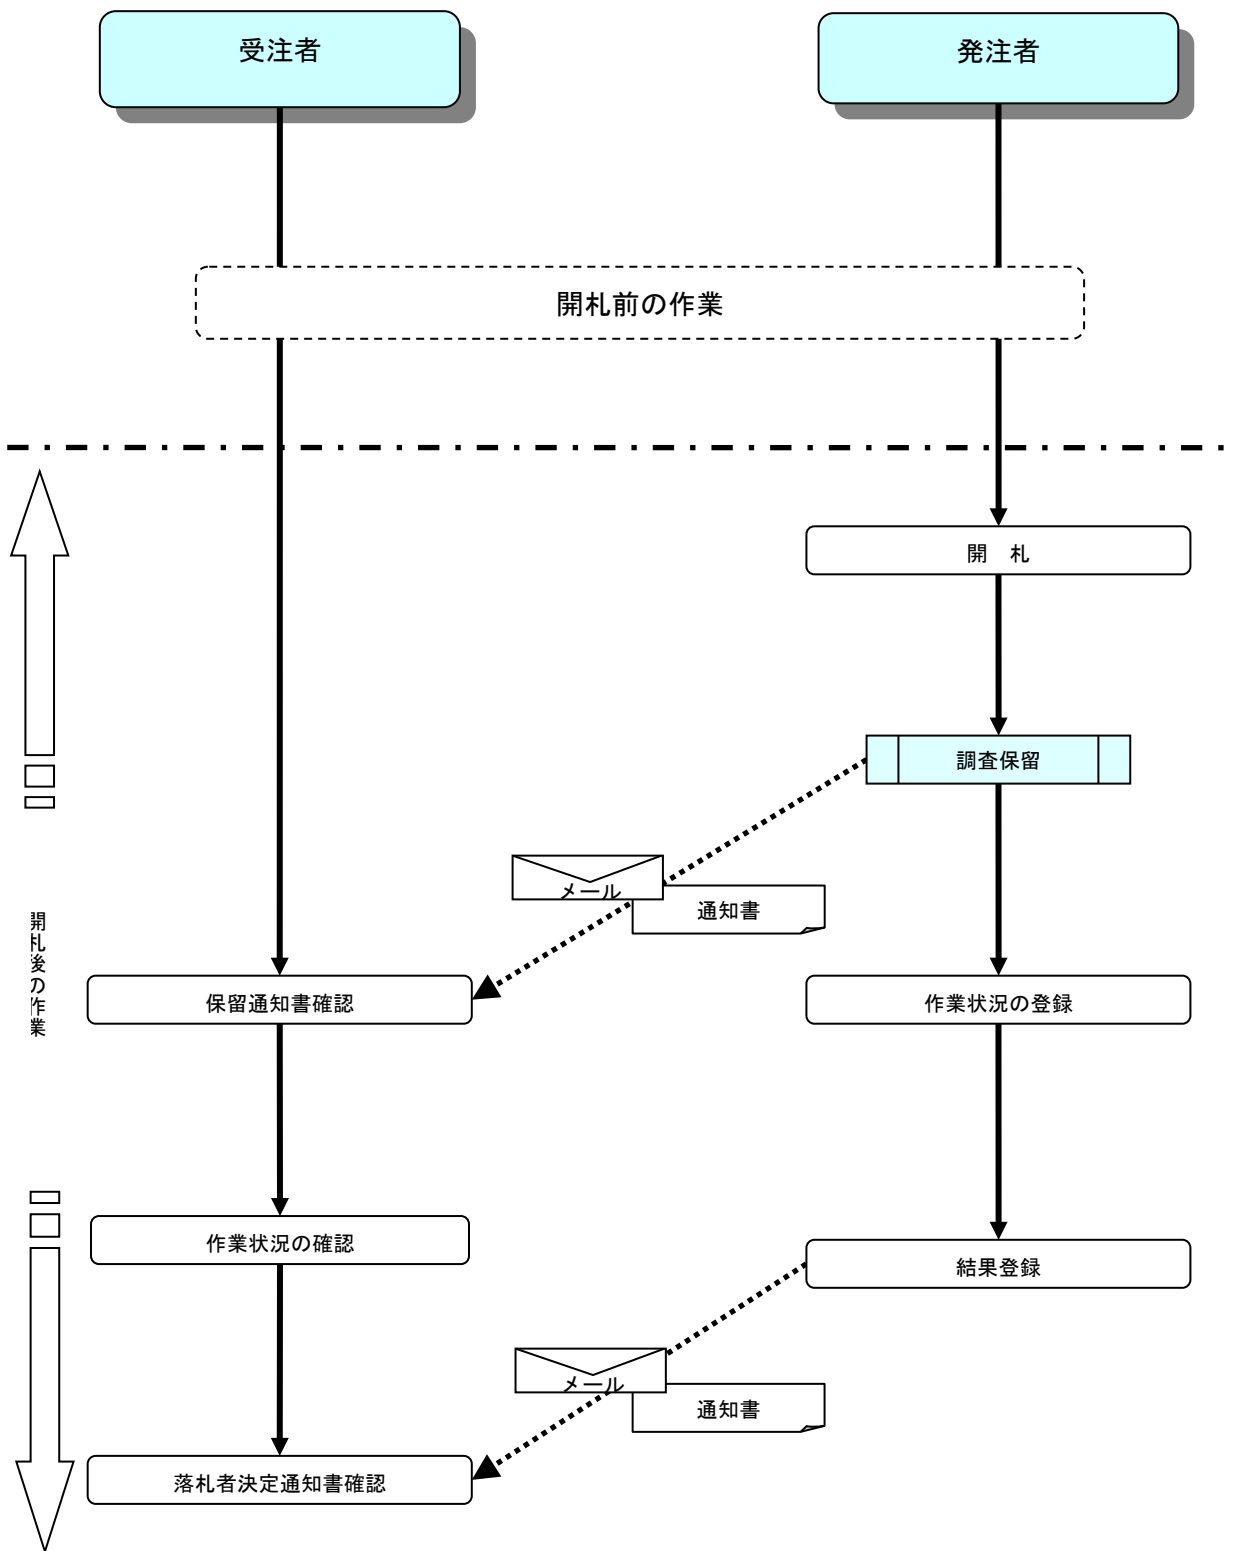 受注者
発注者
開札前の作業
開　札
調査保留
メール
通知書
開札後の作業
保留通知書確認
作業状況の登録
作業状況の確認
結果登録
メール
通知書
落札者決定通知書確認